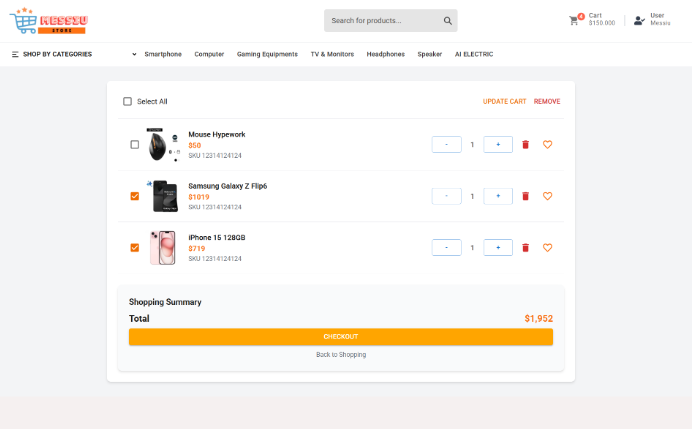 MESSIU
STORE
Search for products...
4
Cart
$150.000
User
Messiu
SHOP BY CATEGORIES
Smartphone
Computer
Gaming Equipments
TV & Monitors
Headphones
Speaker
AI ELECTRIC
Select All
UPDATE CART
REMOVE
Mouse Hypework
$50
SKU 12314124124
-
1
+
Samsung Galaxy Z Flip6
$1019
SKU 12314124124
-
1
+
iPhone 15 128GB
$719
SKU 12314124124
-
1
+
Shopping Summary
Total
$1,952
CHECKOUT
Back to Shopping